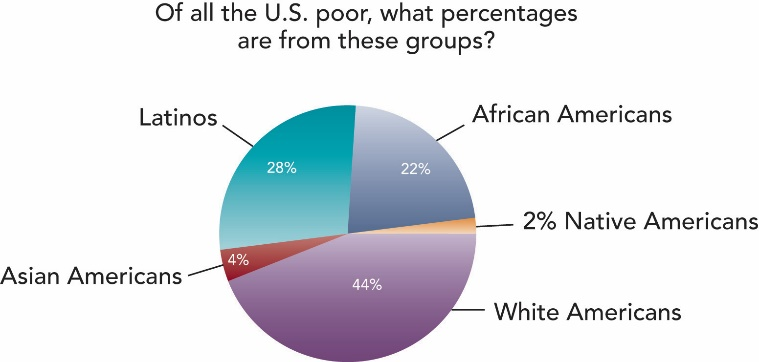 Of all the U.S. poor, what percentages
are from these groups?
Latinos
African Americans
28%
22%
2% Native Americans
4%
Asian Americans
44%
White Americans